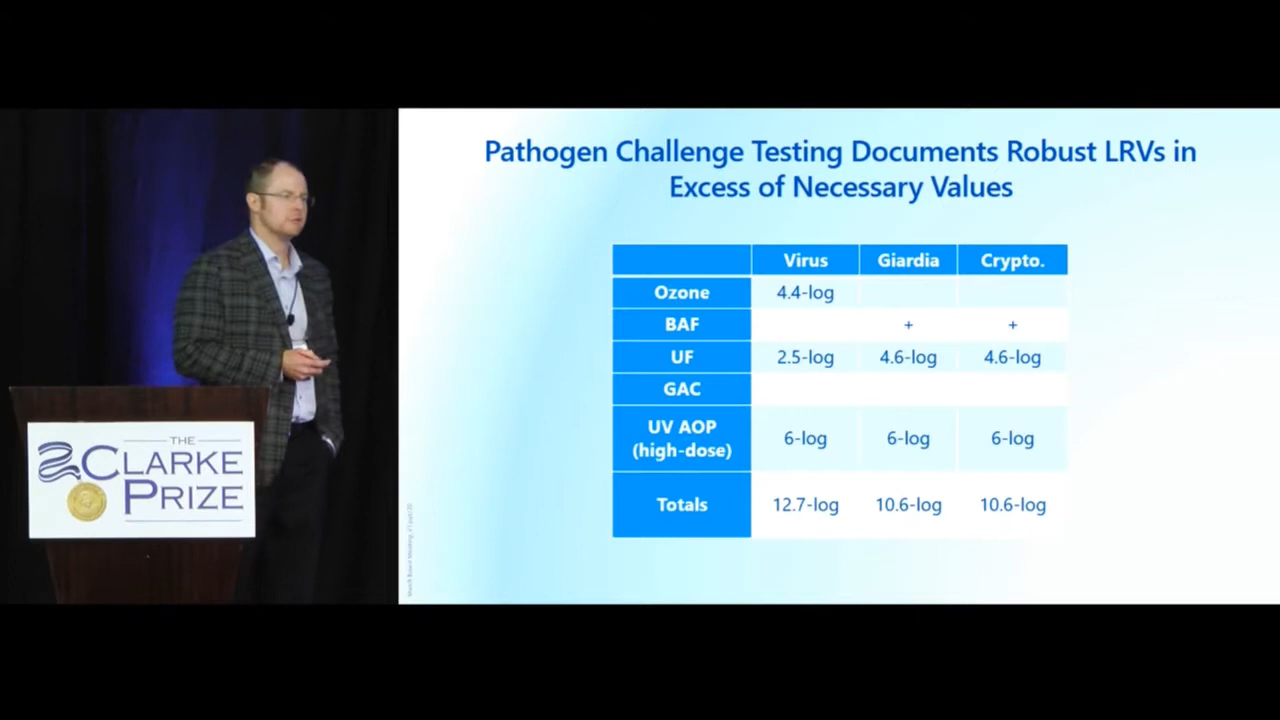 Pathogen Challenge Testing Documents Robust LRVs in
Excess of Necessary Values
Virus Giardia Crypto.
Ozone 4.4-log
BAF + +
UF 2.5-log 4.6-log 4.6-log
GAC
UV AOP
(high-dose) 6-log 6-log 6-log
Totals 12.7-log 10.6-log 10.6-log
THE
CLARKE
PRIZE